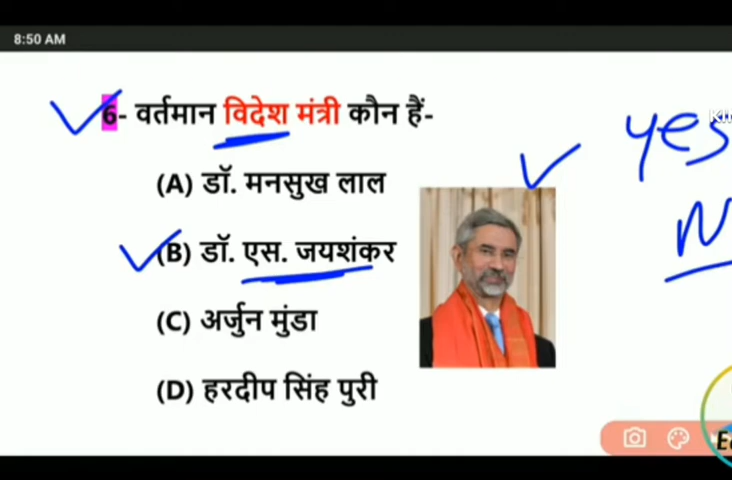 8:50 AM
6- वर्तमान विदेश मंत्री कौन हैं-
(A) डॉ. मनसुख लाल
(B) डॉ. एस. जयशंकर
(C) अर्जुन मुंडा
(D) हरदीप सिंह पुरी
yes